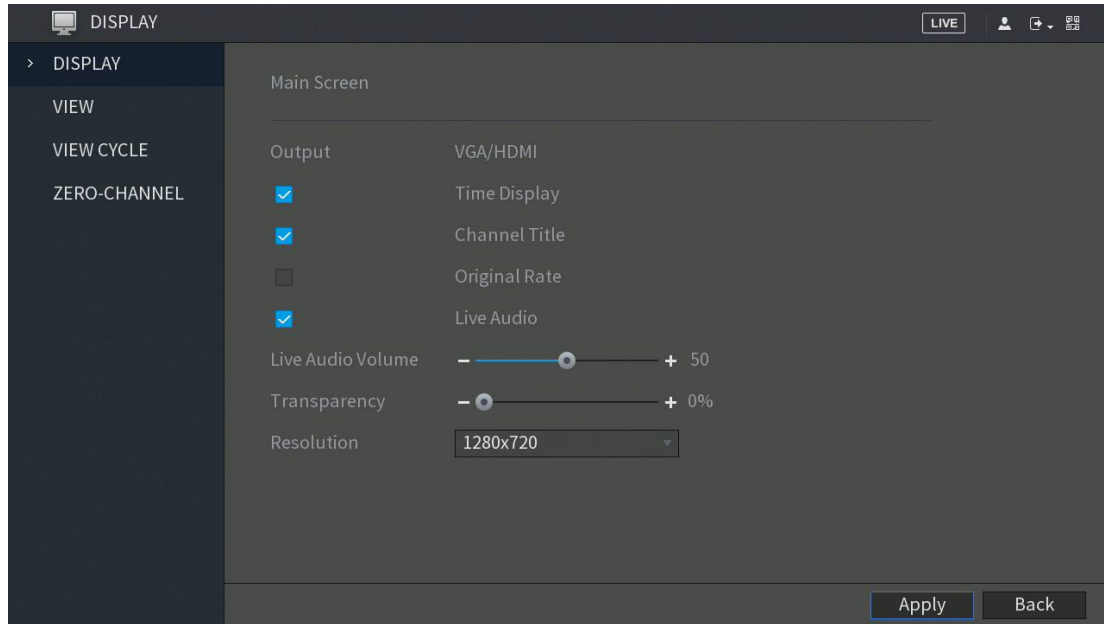 DISPLAY
LIVE
> DISPLAY
VIEW
VIEW CYCLE
ZERO-CHANNEL
Main Screen
Output VGA/HDMI
Time Display
Channel Title
Original Rate
Live Audio
Live Audio Volume - + 50
Transparency - + 0%
Resolution 1280x720
Apply Back